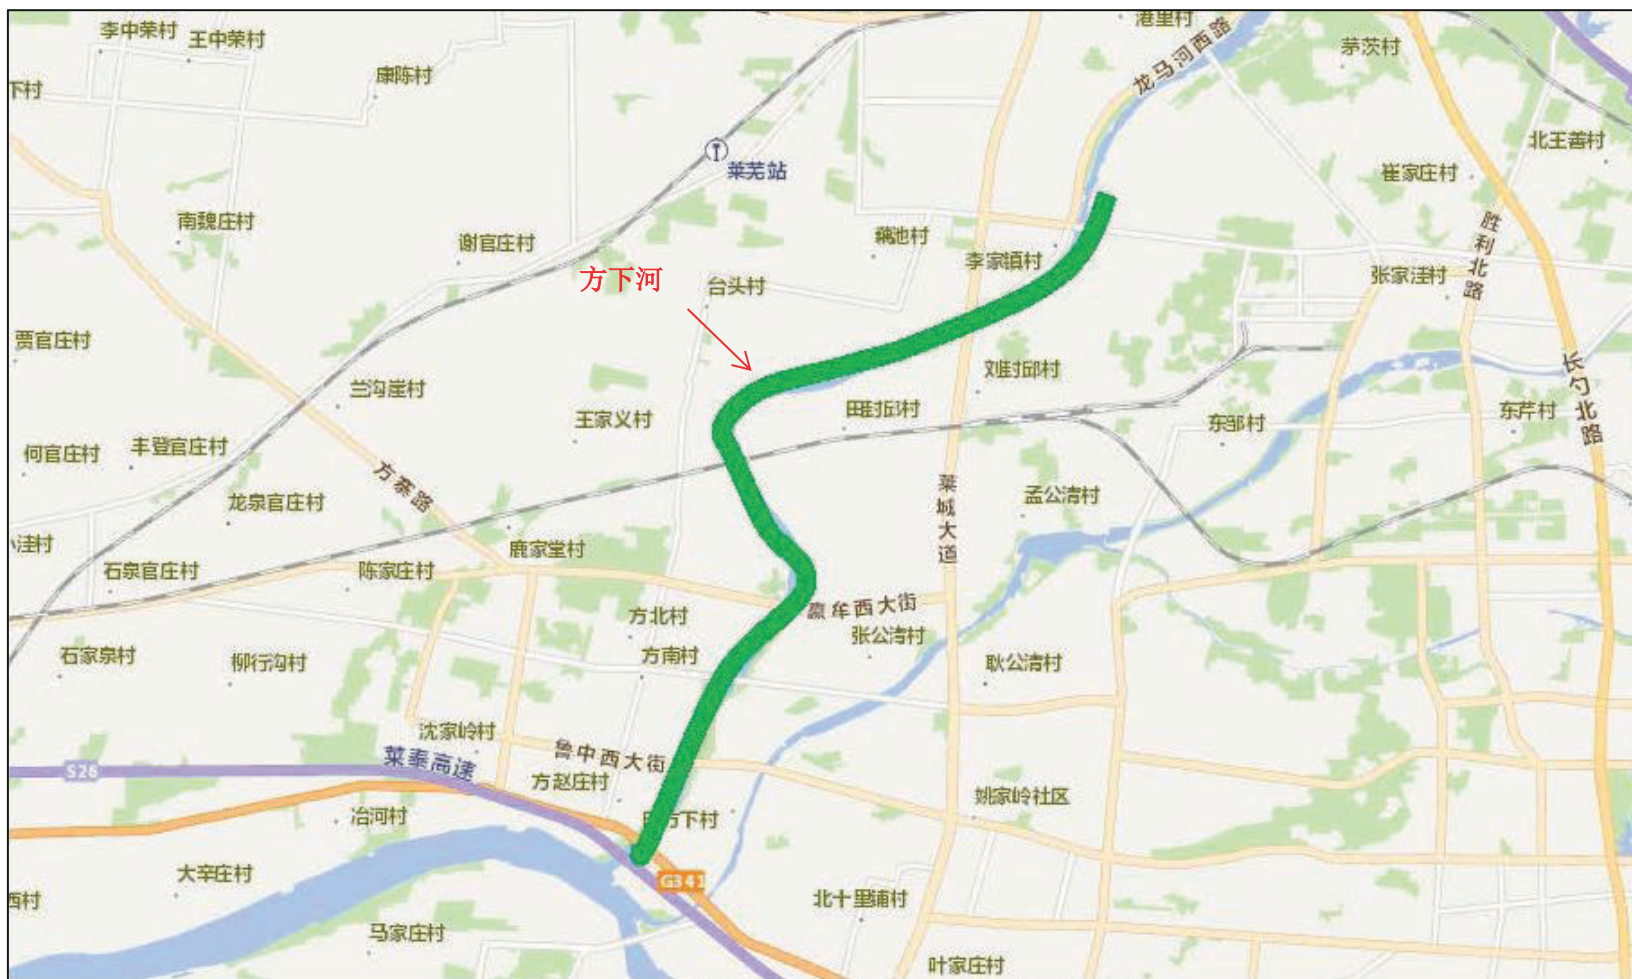 李中荣村
王中荣村
港里村
茅茨村
康陈村
下村
龙马河西路
北王善村
莱芜站
崔家庄村
南魏庄村
谢官庄村
藕池村
胜利北路
李家镇村
张家洼村
方下河
台头村
贾官庄村
刘封邱村
兰沟崖村
长勺北路
王家义村
田封邱村
东邹村
东芹村
何官庄村
丰登官庄村
方寨路
莱城大道
孟公清村
龙泉官庄村
洼村
鹿家堂村
石泉官庄村
陈家庄村
嬴牟西大街
方北村
张公清村
石家泉村
柳行沟村
方南村
耿公清村
沈家岭村
鲁中西大街
莱泰高速
S26
方赵庄村
姚家岭社区
冶河村
方下村
大辛庄村
G341
西村
北十里铺村
马家庄村
叶家庄村